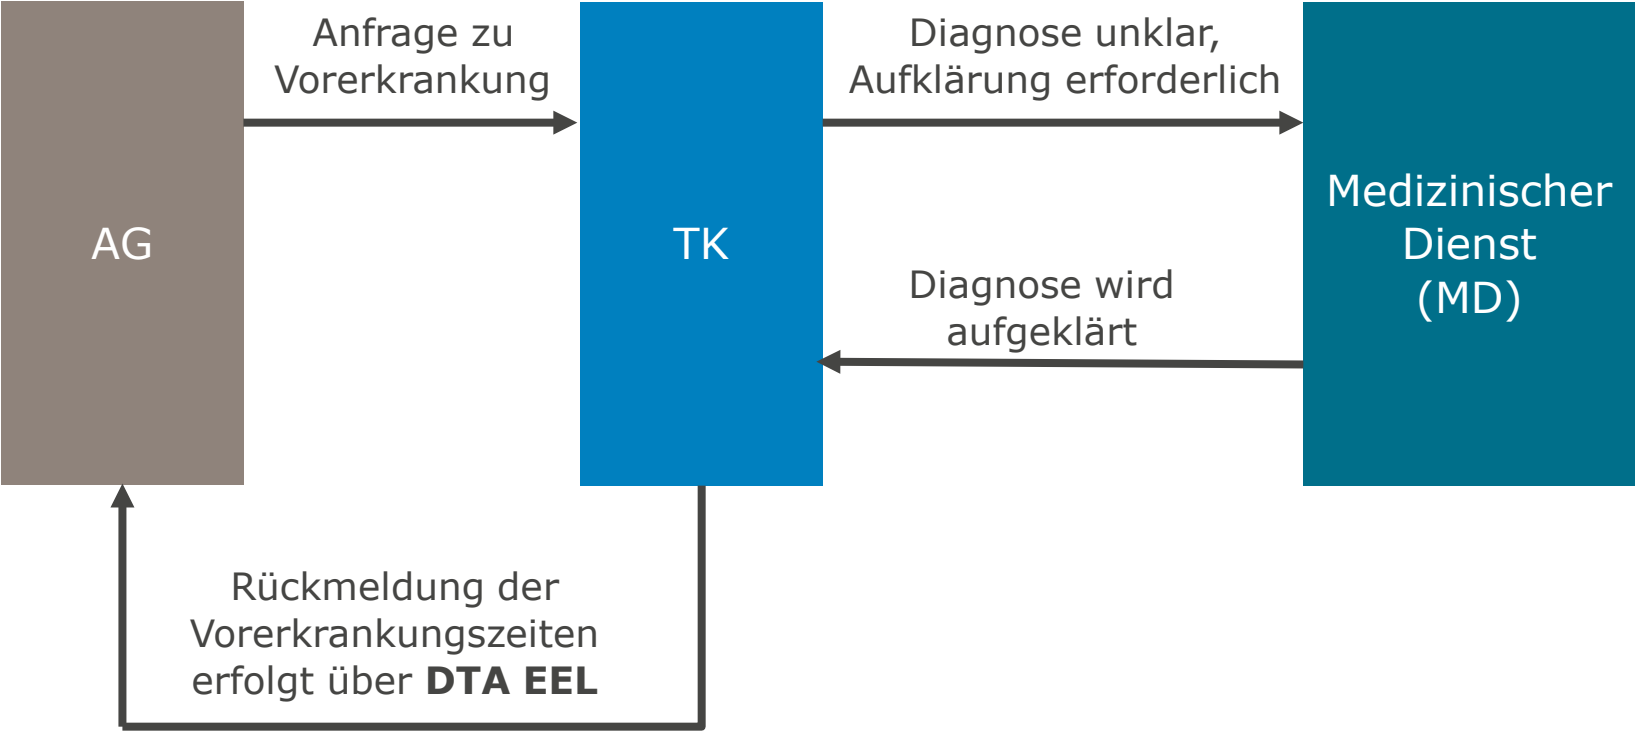 AG
Anfrage zu
Vorerkrankung
TK
Diagnose unklar,
Aufklärung erforderlich
Medizinischer
Dienst
(MD)
Diagnose wird
aufgeklärt
Rückmeldung der
Vorerkrankungszeiten
erfolgt über DTA EEL